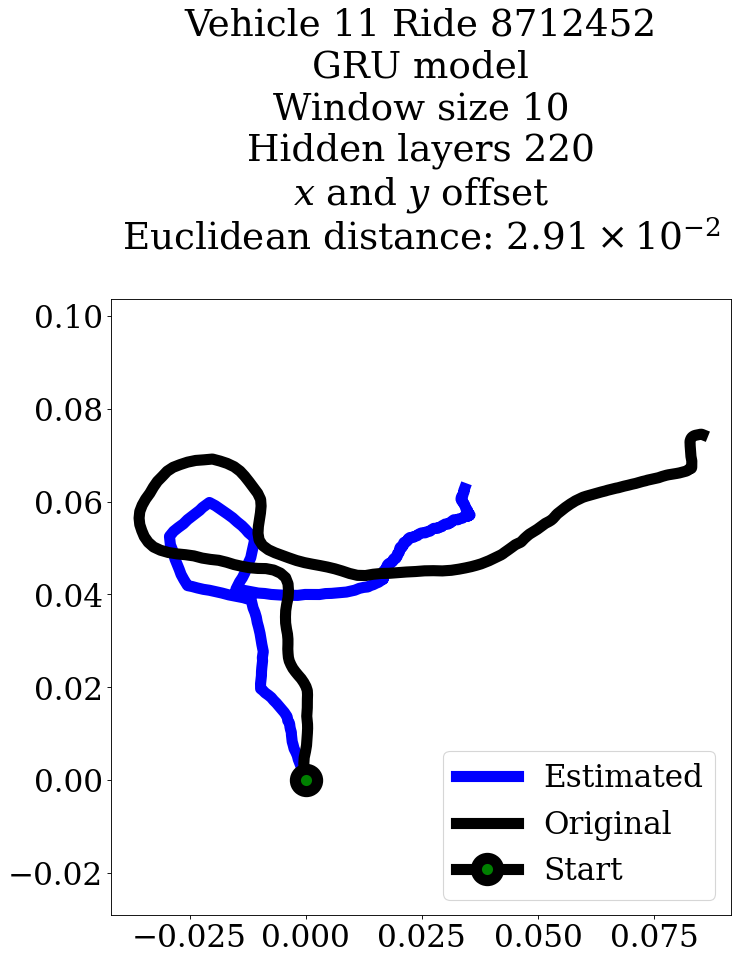 Vehicle 11 Ride 8712452
GRU model
Window size 10
Hidden layers 220
x and y offset
Euclidean distance: 2.91 × 10⁻²
0.10
0.08
0.06
0.04
0.02
0.00
−0.02
Estimated
Original
Start
−0.025 0.000 0.025 0.050 0.075